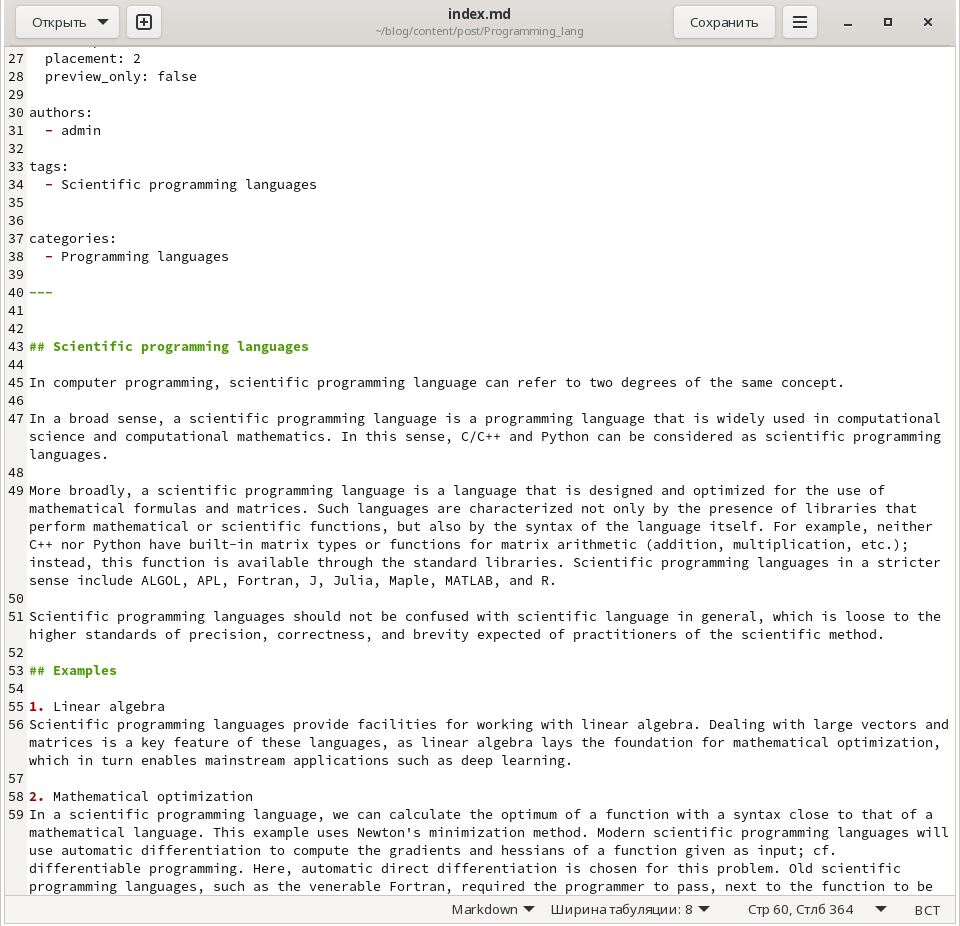 Открыть
index.md
~/blog/content/post/Programming_lang
Сохранить
27 placement: 2
28 preview_only: false
29
30 authors:
31 - admin
32
33 tags:
34 - Scientific programming languages
35
36
37 categories:
38 - Programming languages
39
40 ---
41
42
43 ## Scientific programming languages
44
45 In computer programming, scientific programming language can refer to two degrees of the same concept.
46
47 In a broad sense, a scientific programming language is a programming language that is widely used in computational
science and computational mathematics. In this sense, C/C++ and Python can be considered as scientific programming
languages.
48
49 More broadly, a scientific programming language is a language that is designed and optimized for the use of
mathematical formulas and matrices. Such languages are characterized not only by the presence of libraries that
perform mathematical or scientific functions, but also by the syntax of the language itself. For example, neither
C++ nor Python have built-in matrix types or functions for matrix arithmetic (addition, multiplication, etc.);
instead, this function is available through the standard libraries. Scientific programming languages in a stricter
sense include ALGOL, APL, Fortran, J, Julia, Maple, MATLAB, and R.
50
51 Scientific programming languages should not be confused with scientific language in general, which is loose to the
higher standards of precision, correctness, and brevity expected of practitioners of the scientific method.
52
53 ## Examples
54
55 1. Linear algebra
56 Scientific programming languages provide facilities for working with linear algebra. Dealing with large vectors and
matrices is a key feature of these languages, as linear algebra lays the foundation for mathematical optimization,
which in turn enables mainstream applications such as deep learning.
57
58 2. Mathematical optimization
59 In a scientific programming language, we can calculate the optimum of a function with a syntax close to that of a
mathematical language. This example uses Newton's minimization method. Modern scientific programming languages will
use automatic differentiation to compute the gradients and hessians of a function given as input; cf.
differentiable programming. Here, automatic direct differentiation is chosen for this problem. Old scientific
programming languages, such as the venerable Fortran, required the programmer to pass, next to the function to be
Markdown Ширина табуляции: 8 Стр 60, Стлб 364 ВСТ